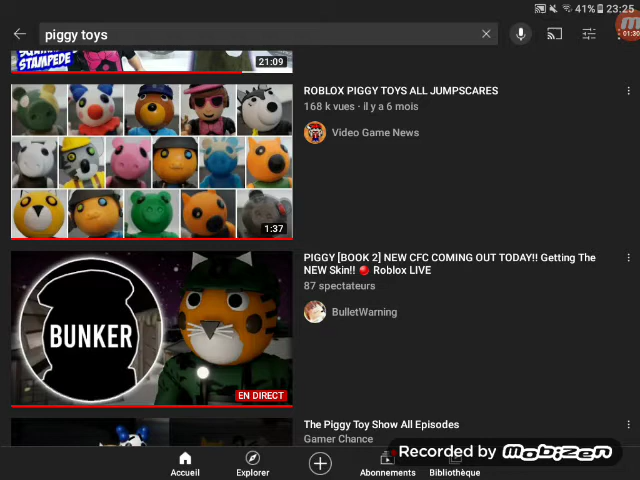 41% 23:25
piggy toys
01:30
STAMPEDE
21:09
ROBLOX PIGGY TOYS ALL JUMPSCARES
168 k vues · il y a 6 mois
Video Game News
1:37
PIGGY [BOOK 2] NEW CFC COMING OUT TODAY!! Getting The
NEW Skin!! 🔴 Roblox LIVE
87 spectateurs
BulletWarning
BUNKER
EN DIRECT
The Piggy Toy Show All Episodes
Gamer Chance
Recorded by Mobizen
Accueil
Explorer
Abonnements
Bibliothèque